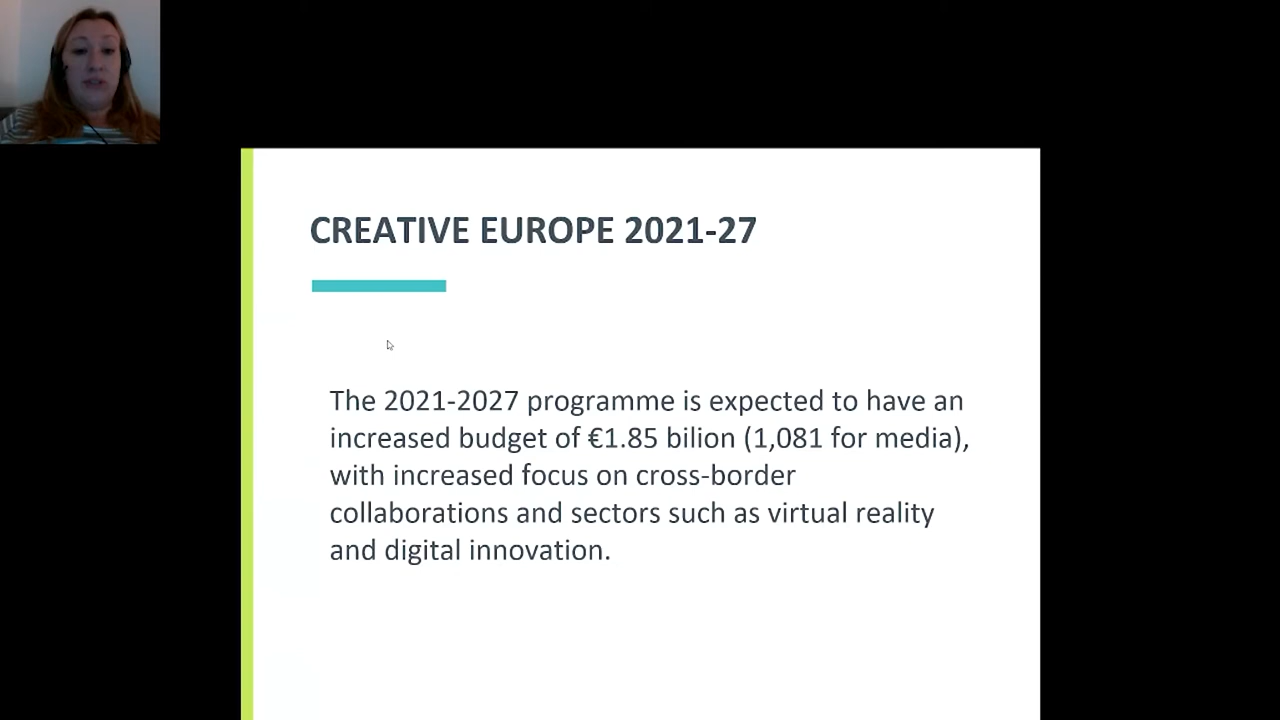 CREATIVE EUROPE 2021-27
The 2021-2027 programme is expected to have an
increased budget of €1.85 bilion (1,081 for media),
with increased focus on cross-border
collaborations and sectors such as virtual reality
and digital innovation.